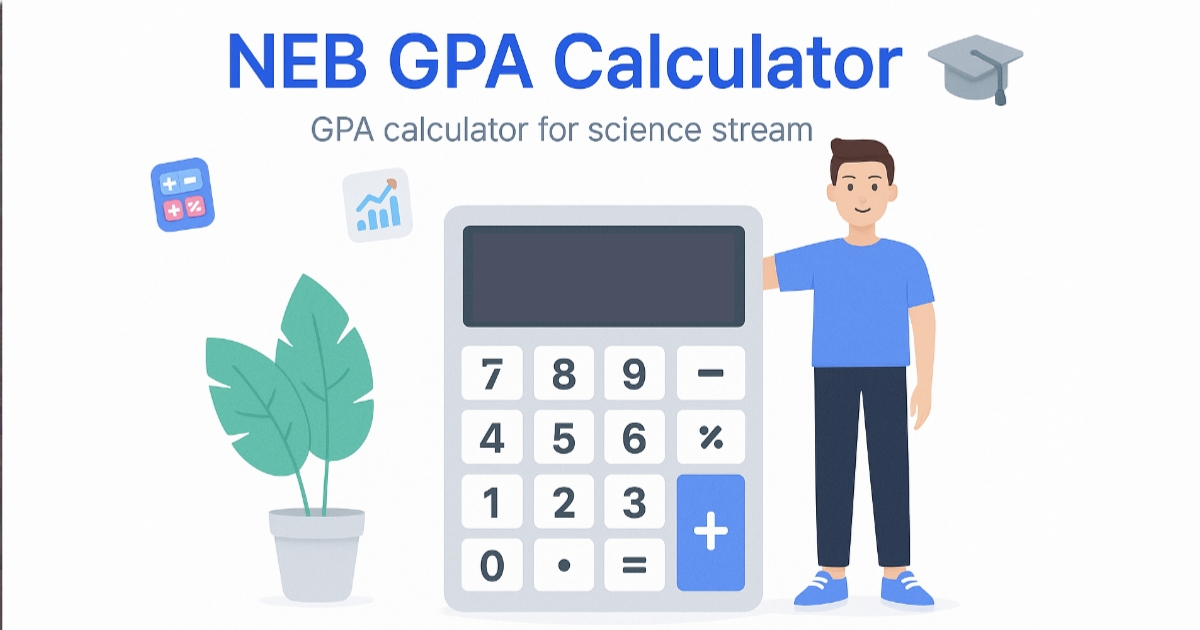 NEB GPA Calculator
GPA calculator for science stream
+ −
+ %
7 8 9 −
4 5 6 %
1 2 3 +
0 . =